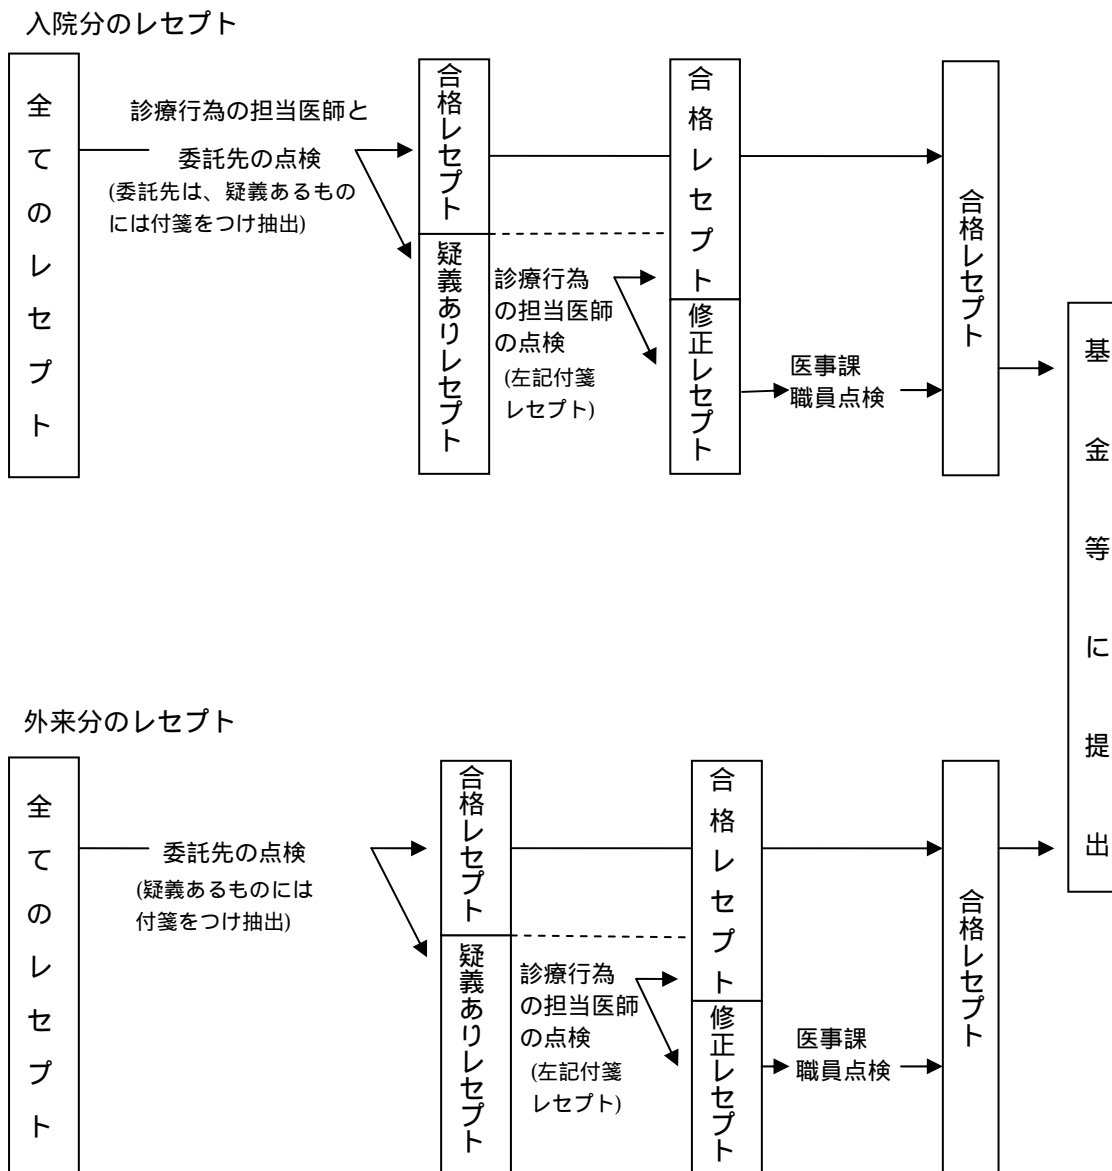 入院分のレセプト
全てのレセプト
診療行為の担当医師と
委託先の点検
(委託先は、疑義あるもの
には付箋をつけ抽出)
合格レセプト
疑義ありレセプト
診療行為
の担当医師
の点検
(左記付箋
レセプト)
合格レセプト
修正レセプト
医事課
職員点検
合格レセプト
基金等に提出
外来分のレセプト
全てのレセプト
委託先の点検
(疑義あるものには
付箋をつけ抽出)
合格レセプト
疑義ありレセプト
診療行為
の担当医師
の点検
(左記付箋
レセプト)
合格レセプト
修正レセプト
医事課
職員点検
合格レセプト